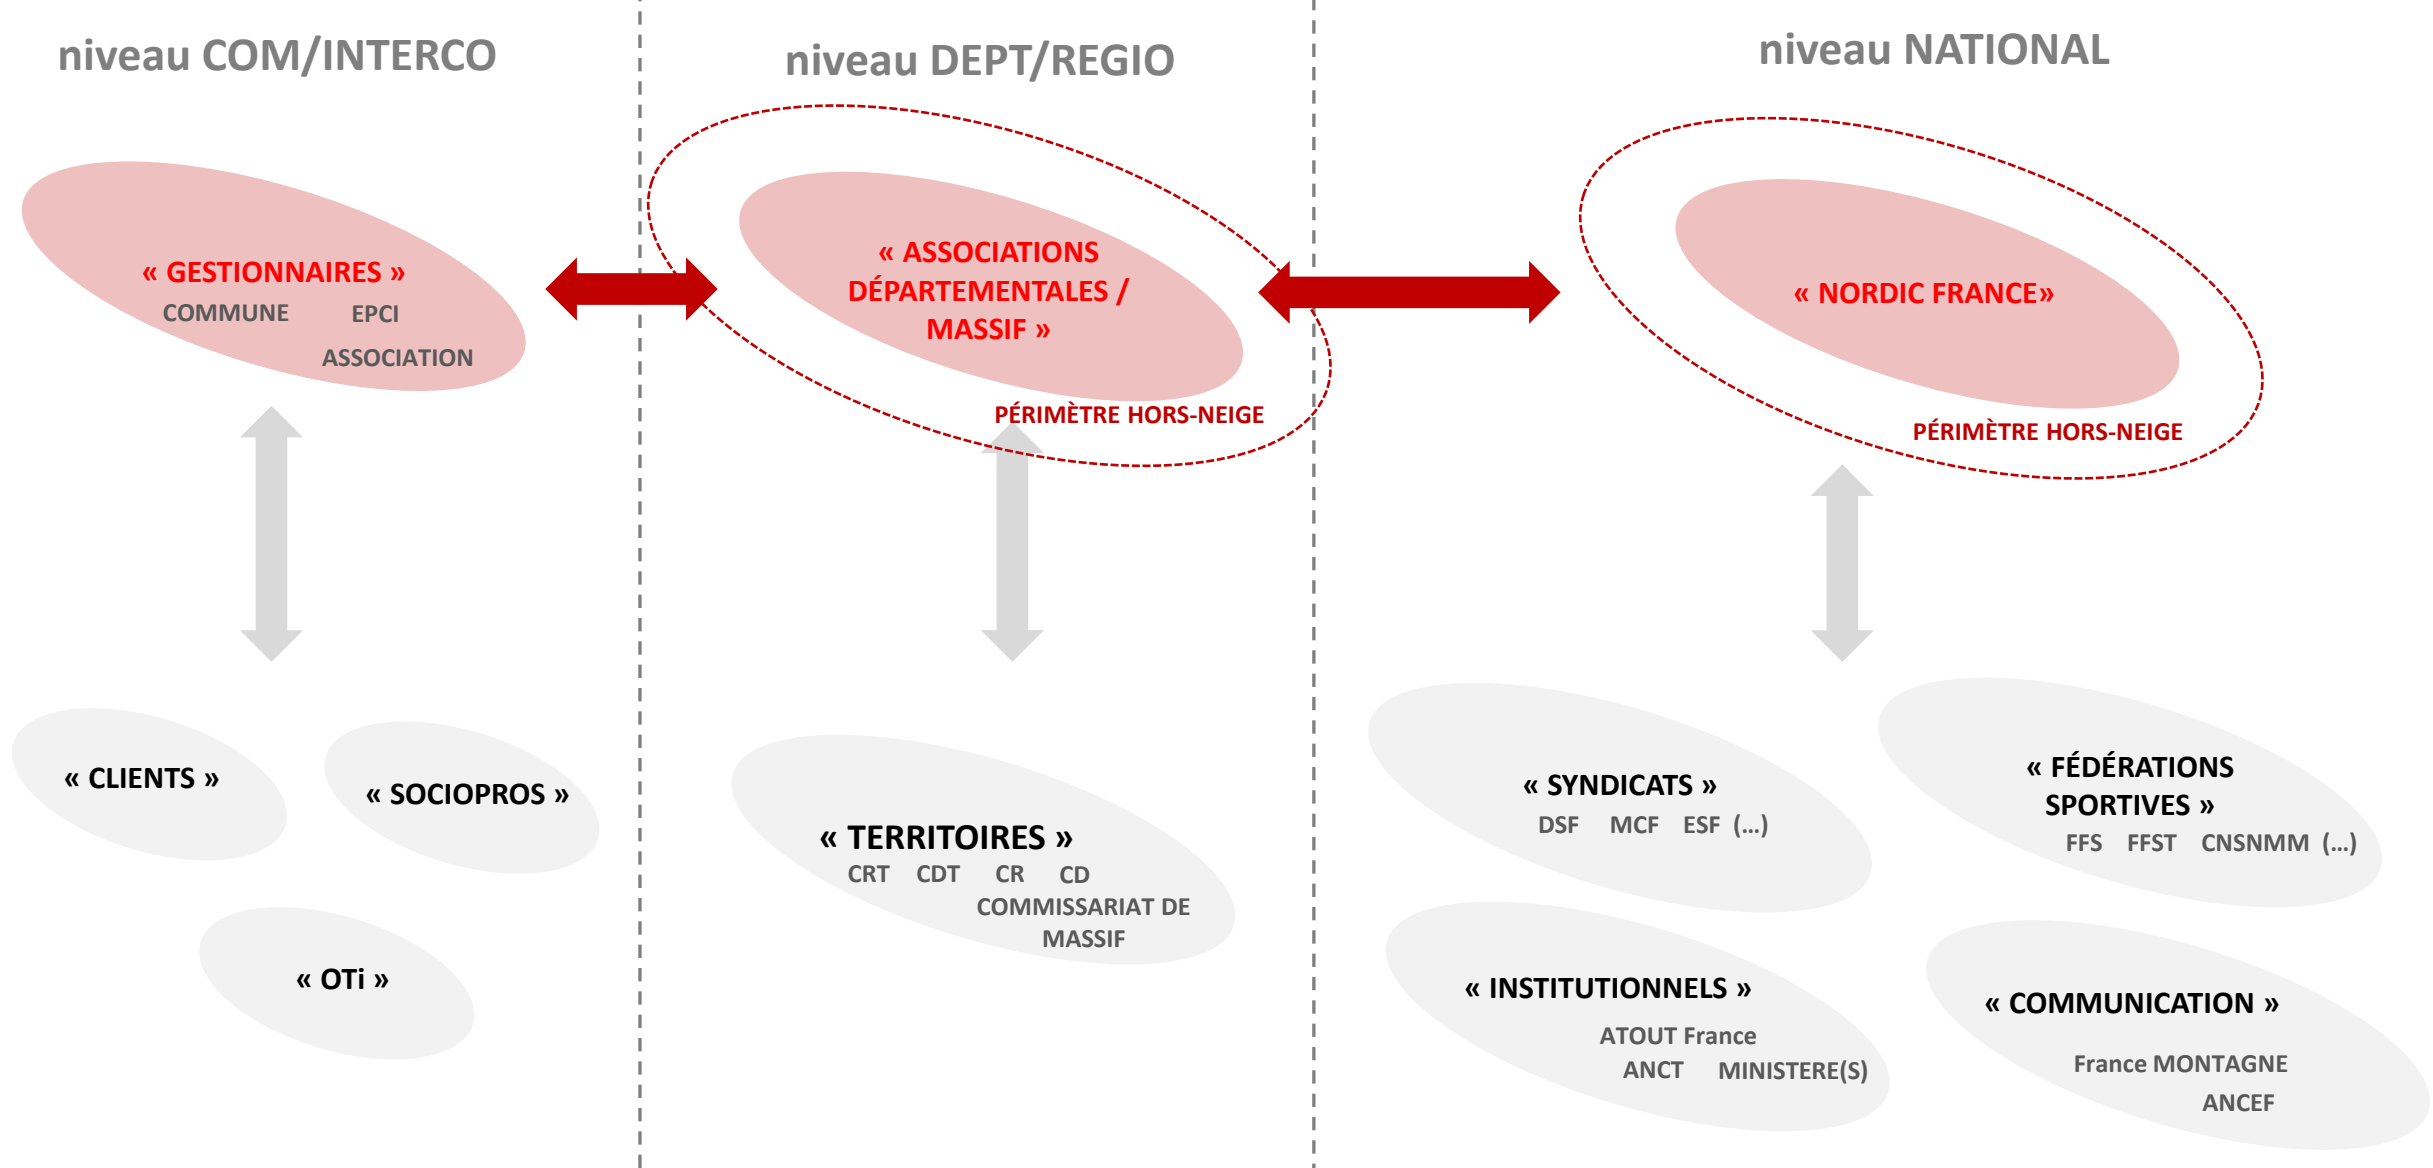 niveau COM/INTERCO
« GESTIONNAIRES »
COMMUNE EPCI
ASSOCIATION
« CLIENTS »
« SOCIOPROS »
« OTi »
niveau DEPT/REGIO
« ASSOCIATIONS
DÉPARTEMENTALES /
MASSIF »
PÉRIMÈTRE HORS-NEIGE
« TERRITOIRES »
CRT CDT CR CD
COMMISSARIAT DE
MASSIF
niveau NATIONAL
« NORDIC FRANCE»
PÉRIMÈTRE HORS-NEIGE
« SYNDICATS »
DSF MCF ESF (...)
« FÉDÉRATIONS
SPORTIVES »
FFS FFST CNSNMM (...)
« INSTITUTIONNELS »
ATOUT France
ANCT MINISTERE(S)
« COMMUNICATION »
France MONTAGNE
ANCEF